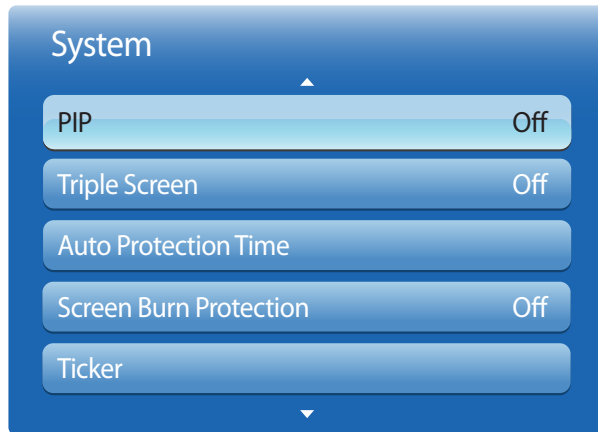 System
PIP Off
Triple Screen Off
Auto Protection Time
Screen Burn Protection Off
Ticker